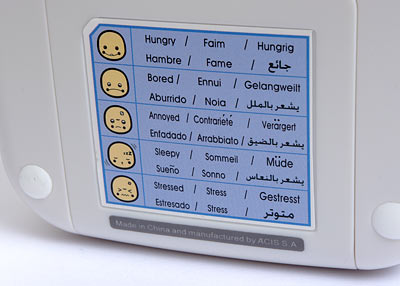 Hungry / Faim / Hungrig
Hambre / Fame / جائع
Bored / Ennui / Gelangweilt
Aburrido / Noia / يشعر بالملل
Annoyed / Contrariété / Verärgert
Enfadado / Arrabbiato / يشعر بالضيق
Sleepy / Sommeil / Müde
Sueño / Sonno / يشعر بالنعاس
Stressed / Stress / Gestresst
Estresado / Stress / متوتر
Made in China and manufactured by ACIS S.A